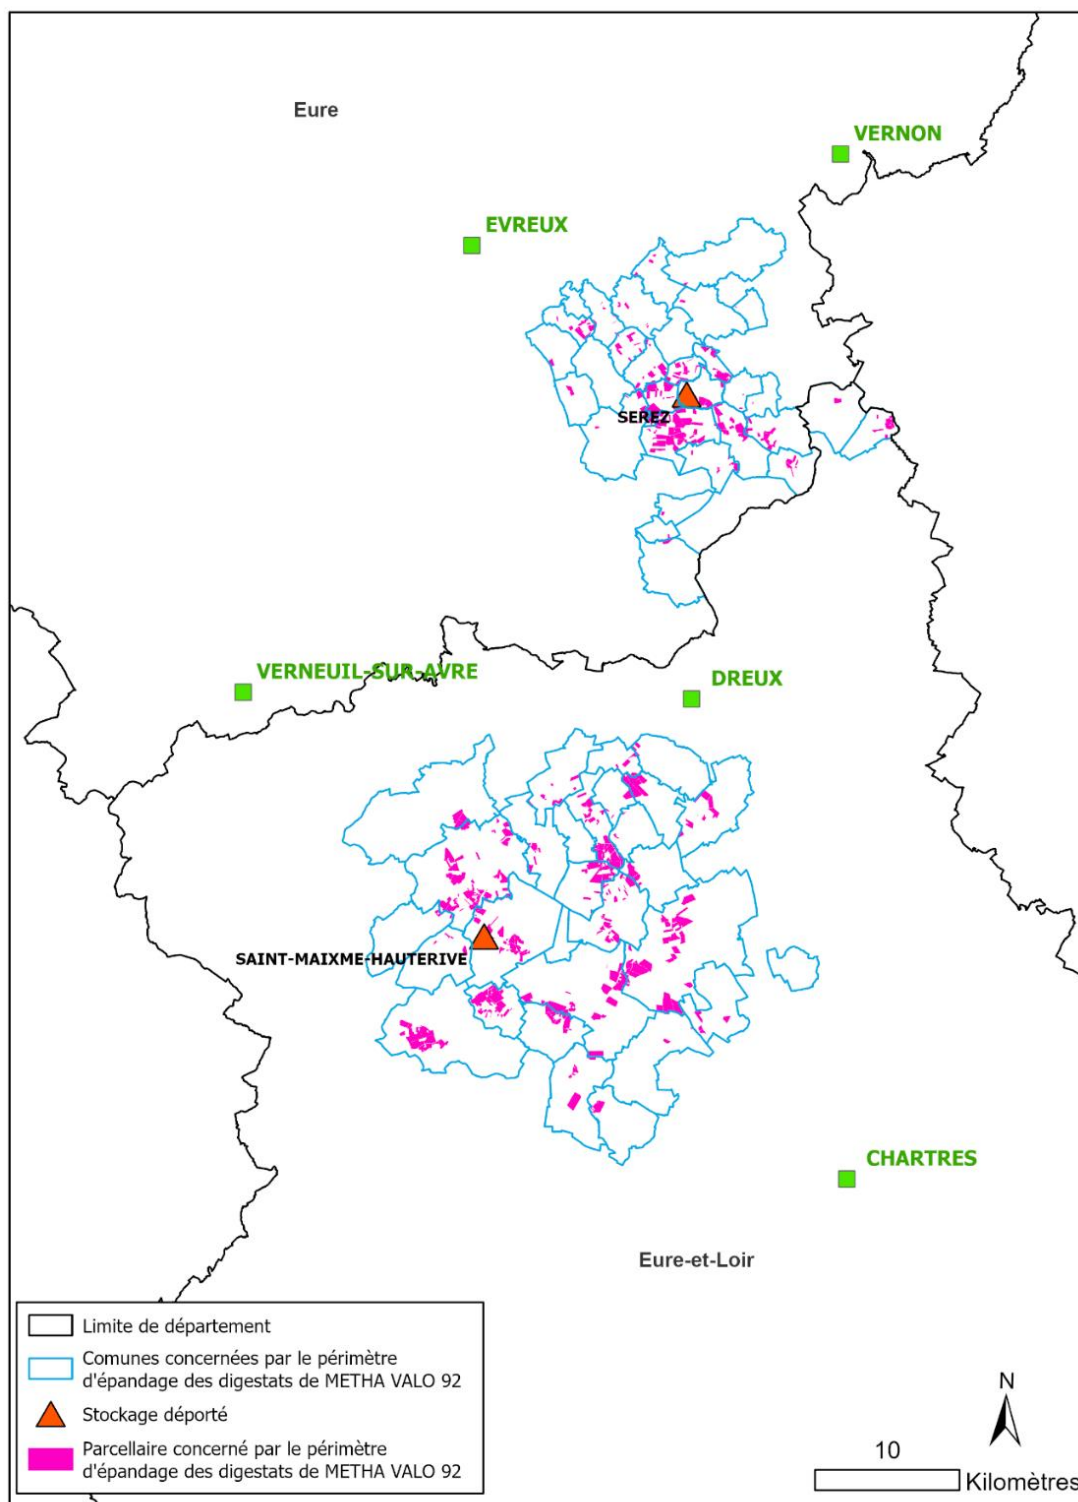 Eure
VERNON
EVREUX
SEREZ
VERNEUIL-SUR-AVRE
DREUX
SAINT-MAIXME-HAUTERIVE
CHARTRES
Eure-et-Loir
Limite de département
Comunes concernées par le périmètre
d'épandage des digestats de METHA VALO 92
Stockage déporté
Parcellaire concerné par le périmètre
d'épandage des digestats de METHA VALO 92
N
10
Kilomètres